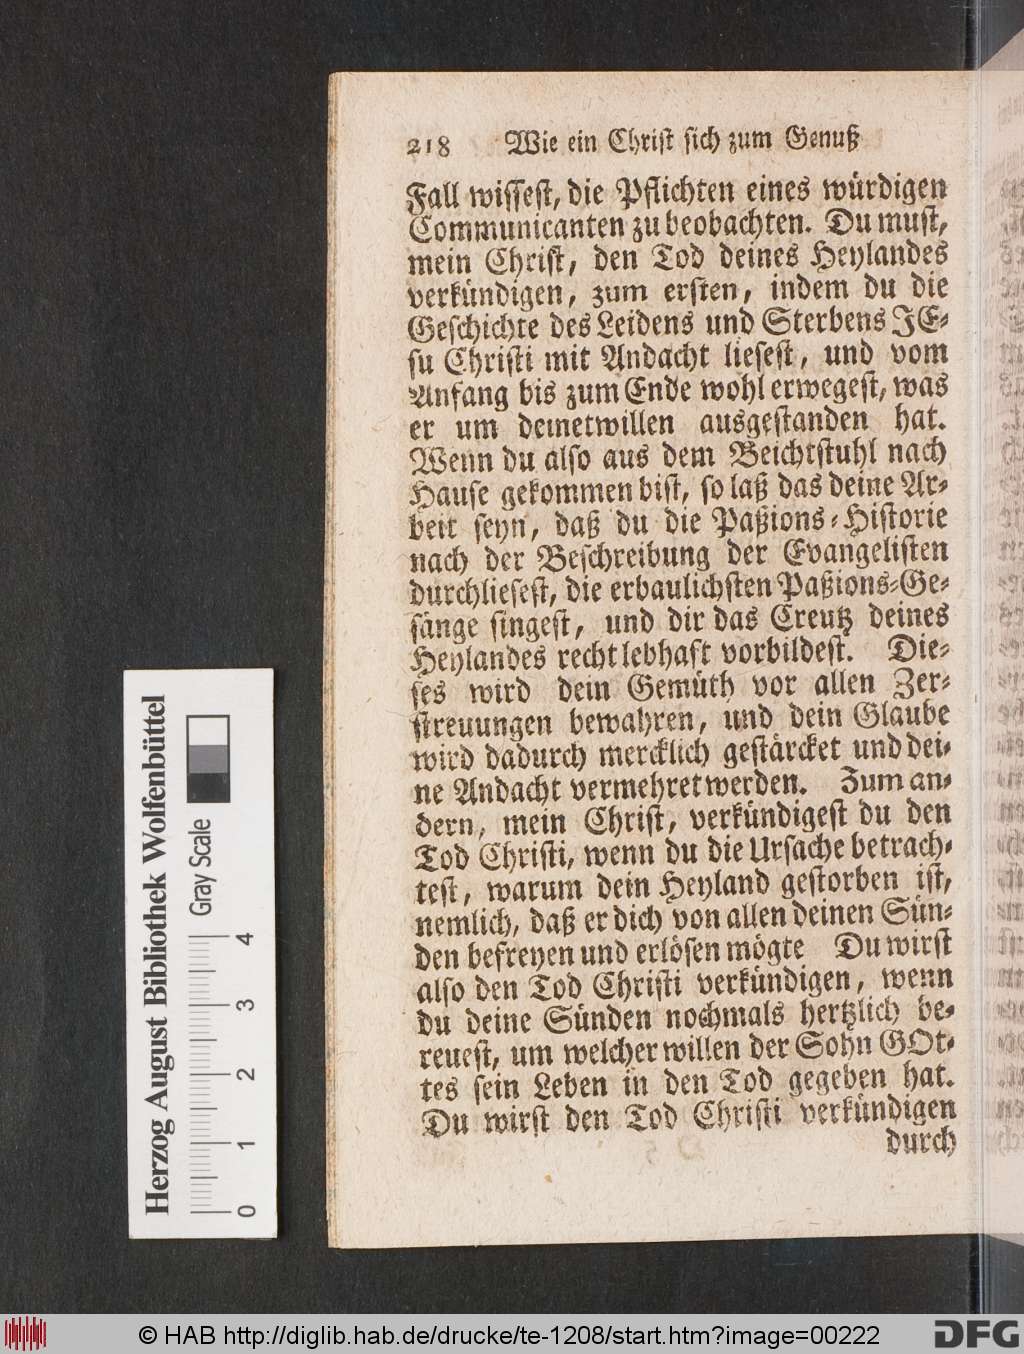 218 Wie ein Christ sich zum Genuß
Fall wissest, die Pflichten eines würdigen
Communicanten zu beobachten. Du must,
mein Christ, den Tod deines Heylandes
verkündigen, zum ersten, indem du die
Geschichte des Leidens und Sterbens JE-
su Christi mit Andacht liesest, und vom
Anfang bis zum Ende wohl erwegest, was
er um deinetwillen ausgestanden hat.
Wenn du also aus dem Beichtstuhl nach
Hause gekommen bist, so laß das deine Ar-
beit seyn, daß du die Paßions-Historie
nach der Beschreibung der Evangelisten
durchliesest, die erbaulichsten Paßions-Ge-
sänge singest, und dir das Creutz deines
Heylandes recht lebhaft vorbildest. Die-
ses wird dein Gemüth vor allen Zer-
streuungen bewahren, und dein Glaube
wird dadurch mercklich gestärcket und dei-
ne Andacht vermehret werden. Zum an-
dern, mein Christ, verkündigest du den
Tod Christi, wenn du die Ursache betrach-
test, warum dein Heyland gestorben ist,
nemlich, daß er dich von allen deinen Sün-
den befreyen und erlösen mögte Du wirst
also den Tod Christi verkündigen, wenn
du deine Sünden nochmals hertzlich be-
reuest, um welcher willen der Sohn GOt-
tes sein Leben in den Tod gegeben hat.
Du wirst den Tod Christi verkündigen
durch
Herzog August Bibliothek Wolfenbüttel
Gray Scale
0 1 2 3 4
© HAB http://diglib.hab.de/drucke/te-1208/start.htm?image=00222
DFG